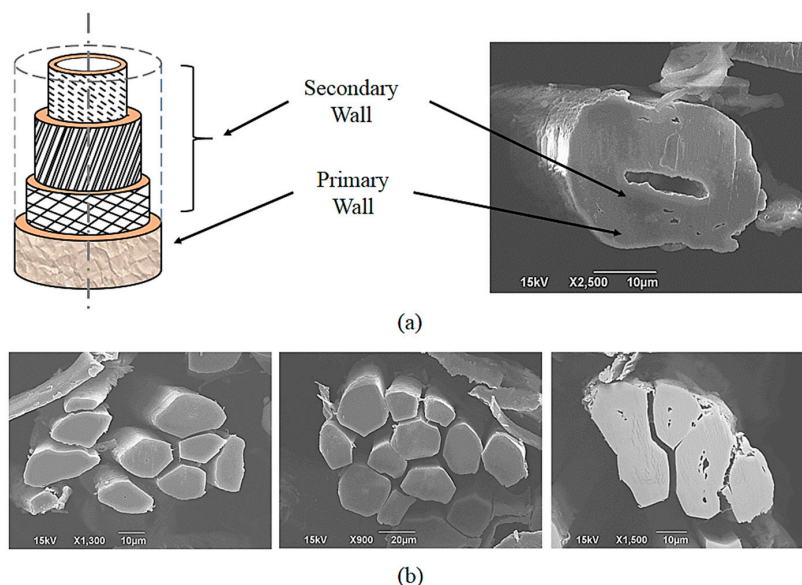 Secondary
Wall
Primary
Wall
15kV X2,500 10μm
(a)
15kV X1,300 10μm
15kV X900 20μm
15kV X1,500 10μm
(b)